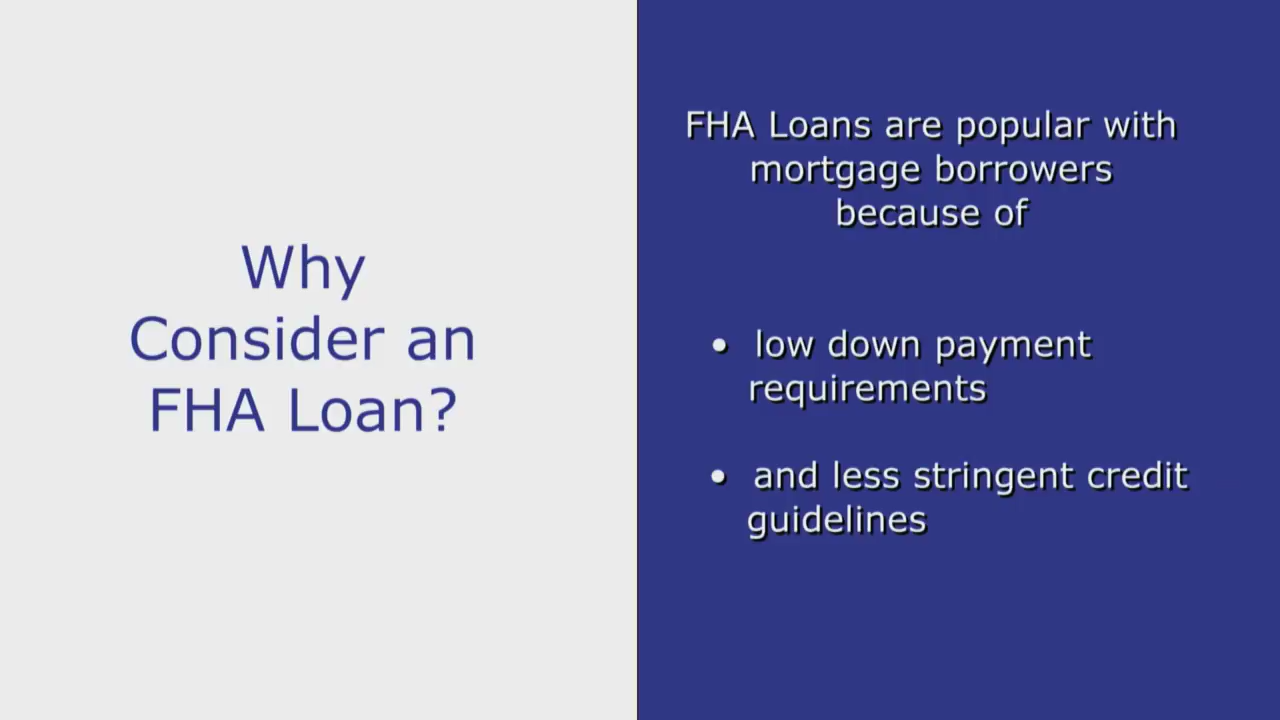 Why
Consider an
FHA Loan?
FHA Loans are popular with
mortgage borrowers
because of
• low down payment
requirements
• and less stringent credit
guidelines